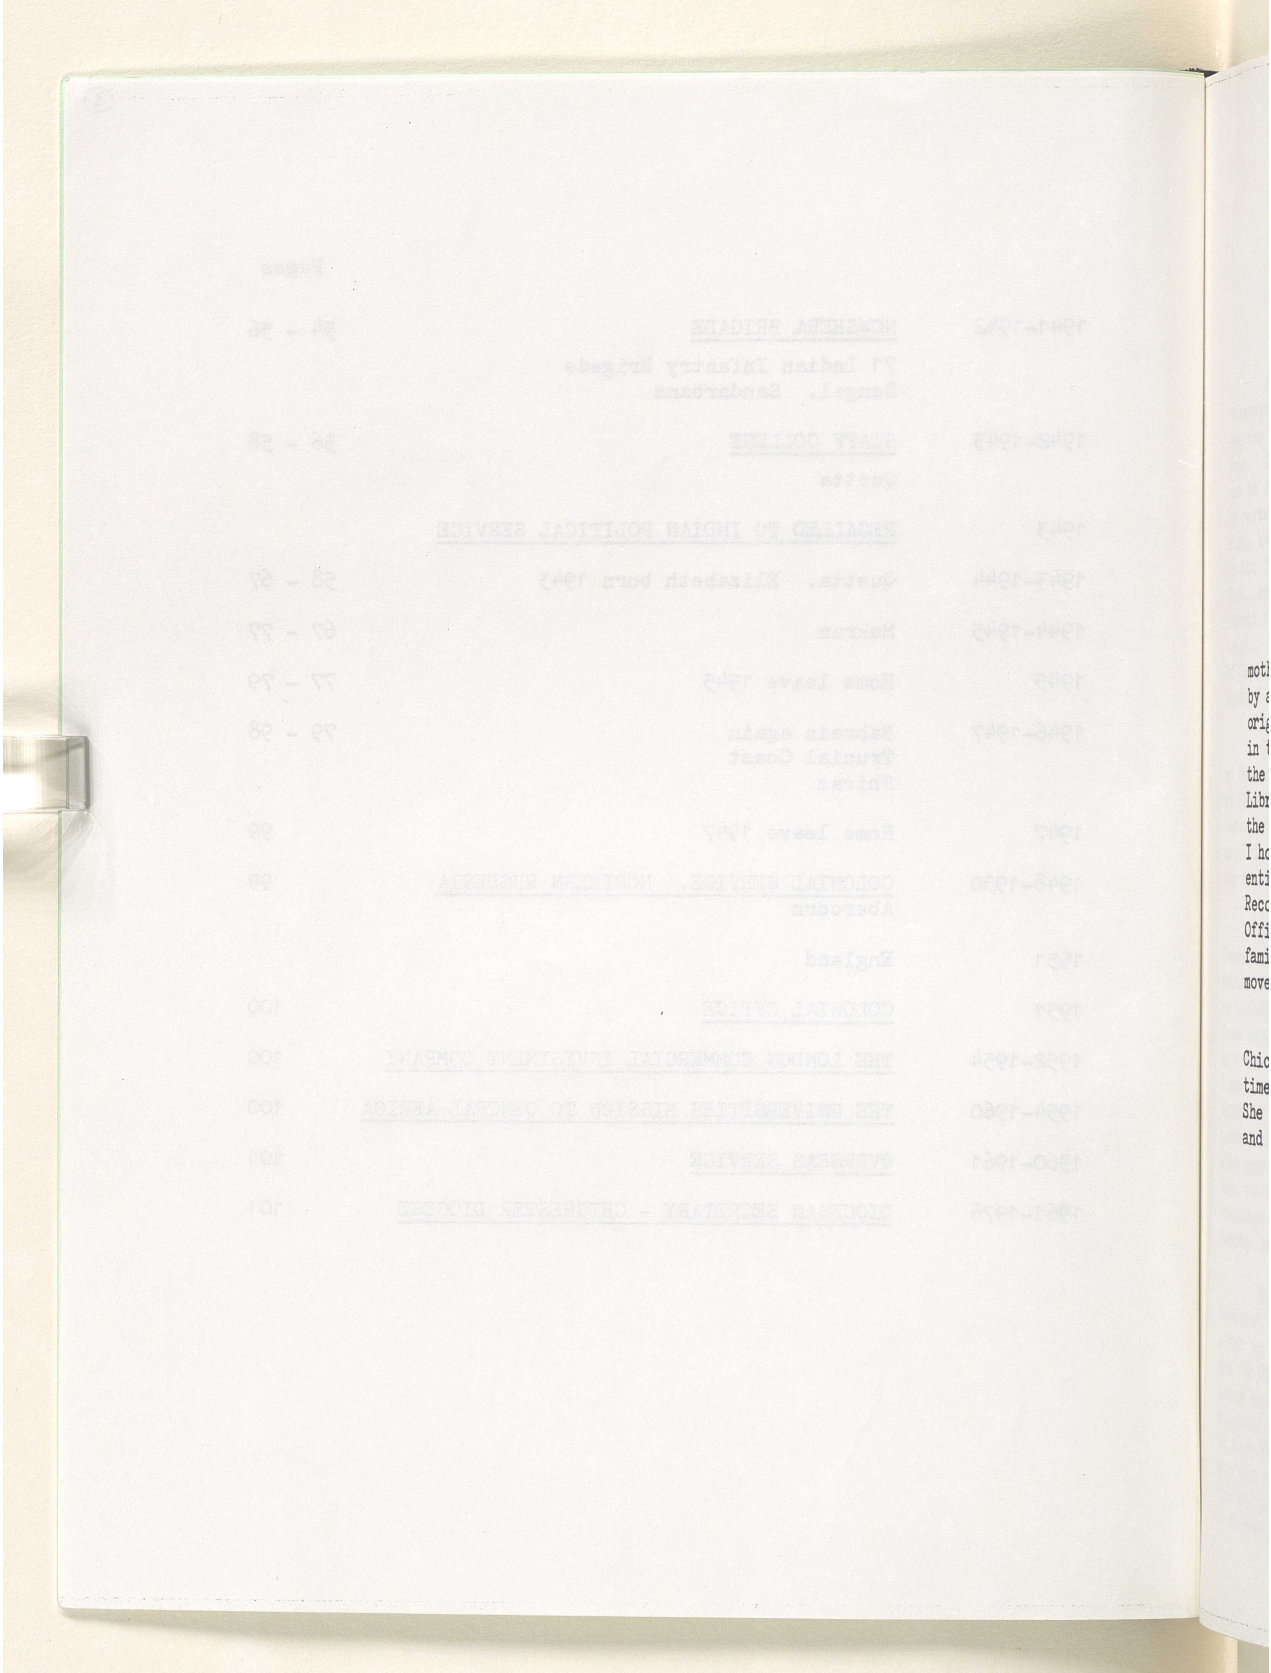 Pages
1941-1942 NOWSHERA BRIGADE 54 - 56
71 Indian Infantry Brigade
Bengal. Sandarbans
1942-1943 STAFF COLLEGE 56 - 58
Quetta
1943 RECALLED TO INDIAN POLITICAL SERVICE
1943-1944 Quetta. Elizabeth born 1943 58 - 67
1944-1945 Mekran 67 - 77
1945 Home leave 1945 77 - 79
1946-1947 Bahrain again 79 - 98
Trucial Coast
Shiraz
1947 Home leave 1947 99
1948-1950 COLONIAL SERVICE. NORTHERN RHODESIA 99
Abercorn
1951 England
1951 COLONIAL OFFICE 100
1952-1954 THE LONDON COMMERCIAL INVESTMENT COMPANY 100
1954-1960 THE UNIVERSITIES MISSION TO CENTRAL AFRICA 100
1960-1961 OVERSEAS SERVICE 101
1961-1976 DIOCESAN SECRETARY - CHICHESTER DIOCESE 101
moth
by a
orig
in t
the
Libr
the
I ho
enti
Reco
Offi
fami
move
Chic
time
She
and